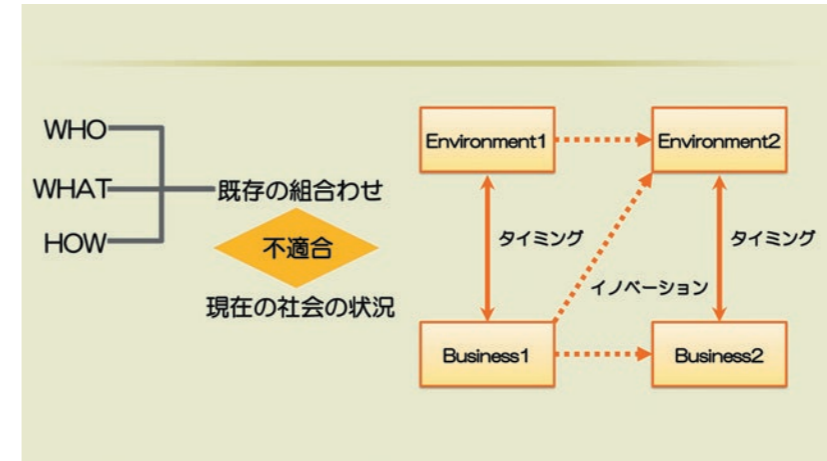 WHO
WHAT
HOW
既存の組合わせ
不適合
現在の社会の状況
Environment1
Environment2
タイミング
タイミング
イノベーション
Business1
Business2